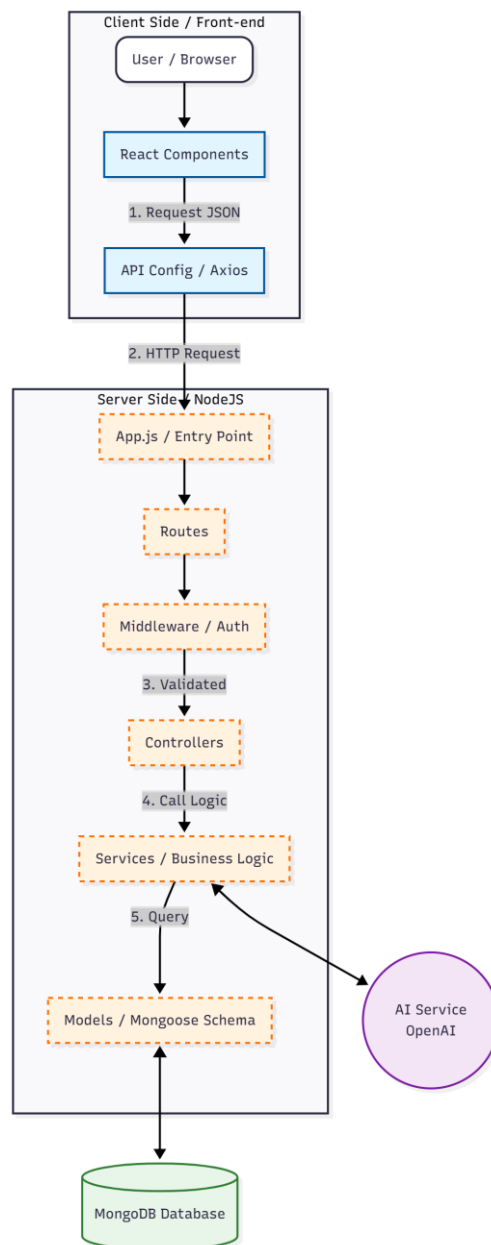 Client Side / Front-end
User / Browser
React Components
1. Request JSON
API Config / Axios
2. HTTP Request
Server Side / NodeJS
App.js / Entry Point
Routes
Middleware / Auth
3. Validated
Controllers
4. Call Logic
Services / Business Logic
5. Query
Models / Mongoose Schema
AI Service
OpenAI
MongoDB Database